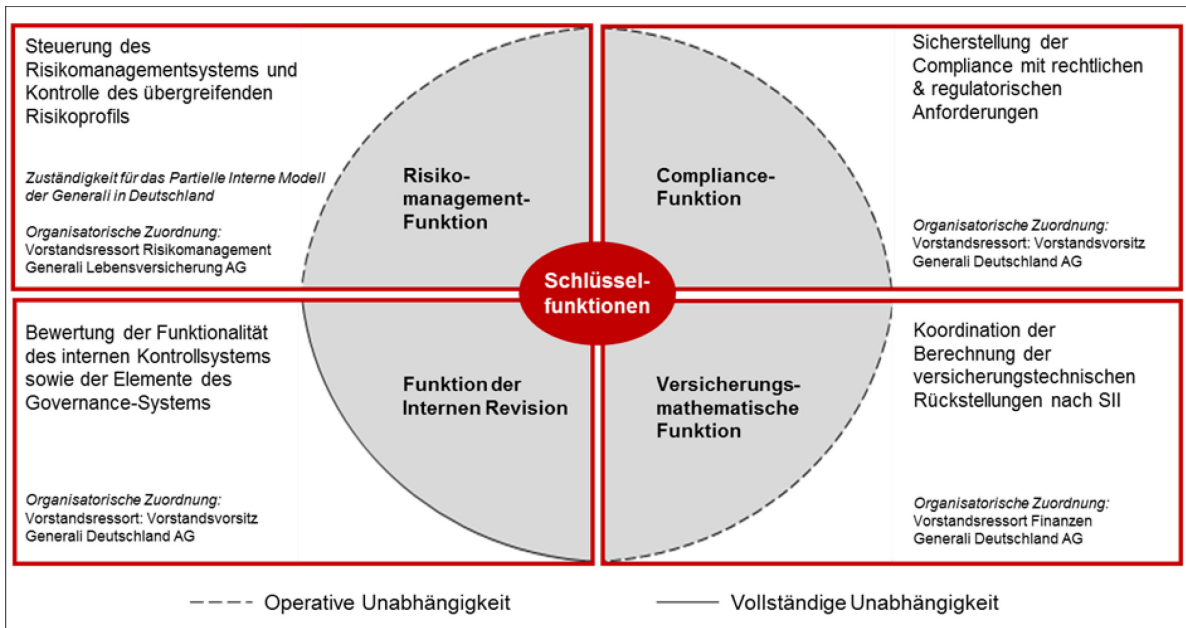 Steuerung des
Risikomanagementsystems und
Kontrolle des übergreifenden
Risikoprofils
Zuständigkeit für das Partielle Interne Modell
der Generali in Deutschland
Organisatorische Zuordnung:
Vorstandsressort Risikomanagement
Generali Lebensversicherung AG
Risiko-
management-
Funktion
Compliance-
Funktion
Sicherstellung der
Compliance mit rechtlichen
& regulatorischen
Anforderungen
Organisatorische Zuordnung:
Vorstandsressort: Vorstandsvorsitz
Generali Deutschland AG
Schlüssel-
funktionen
Bewertung der Funktionalität
des internen Kontrollsystems
sowie der Elemente des
Governance-Systems
Organisatorische Zuordnung:
Vorstandsressort: Vorstandsvorsitz
Generali Deutschland AG
Funktion der
Internen Revision
Versicherungs-
mathematische
Funktion
Koordination der
Berechnung der
versicherungstechnischen
Rückstellungen nach SII
Organisatorische Zuordnung:
Vorstandsressort Finanzen
Generali Deutschland AG
Operative Unabhängigkeit
Vollständige Unabhängigkeit